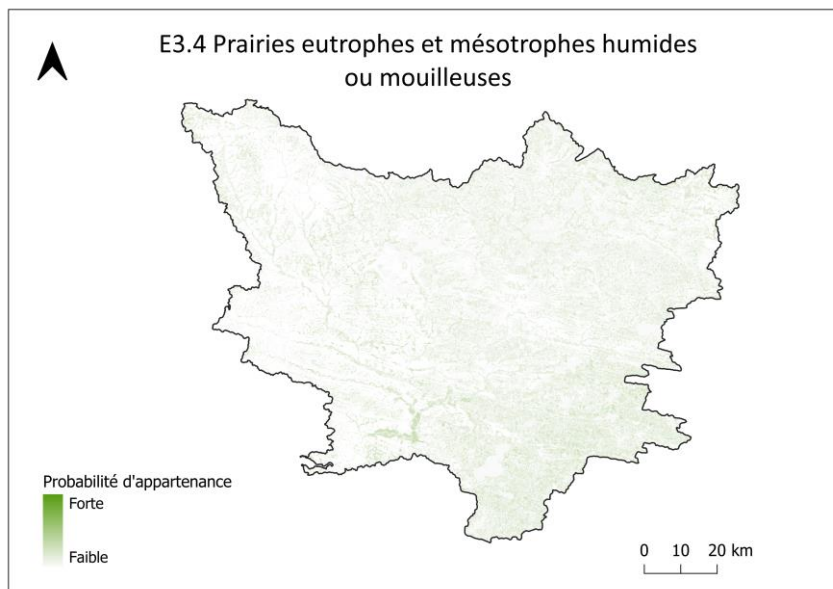 E3.4 Prairies eutrophes et mésotrophes humides
ou mouilleuses
Probabilité d'appartenance
Forte
Faible
0 10 20 km